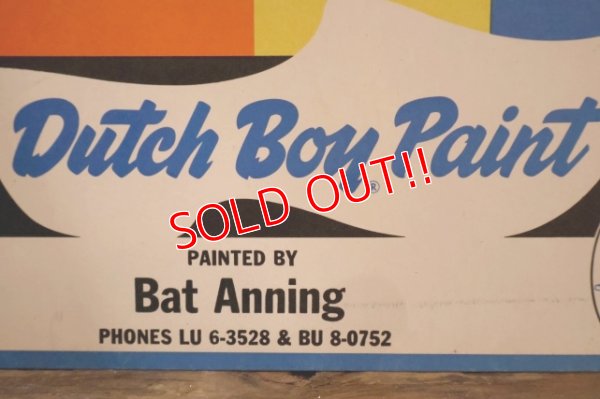 Dutch Boy Paint
®
SOLD OUT!!
PAINTED BY
Bat Anning
PHONES LU 6-3528 & BU 8-0752